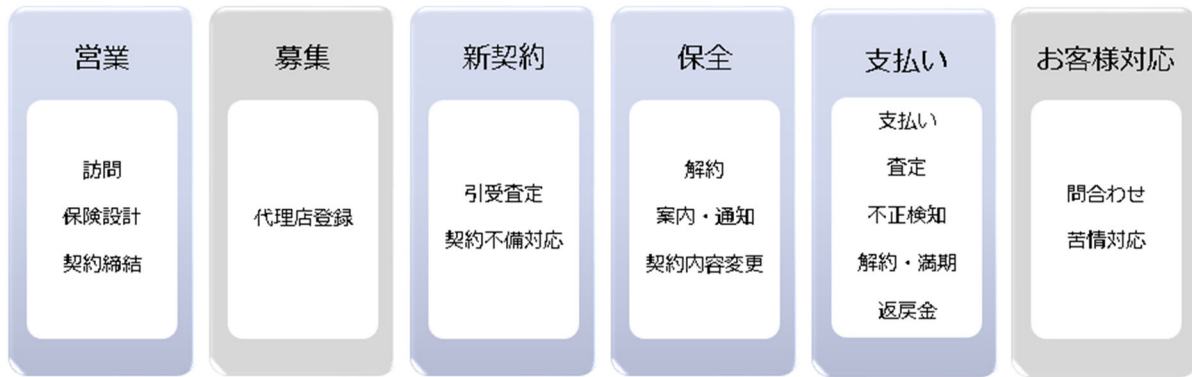 営業
訪問
保険設計
契約締結
募集
代理店登録
新契約
引受査定
契約不備対応
保全
解約
案内・通知
契約内容変更
支払い
支払い
査定
不正検知
解約・満期
返戻金
お客様対応
問合わせ
苦情対応